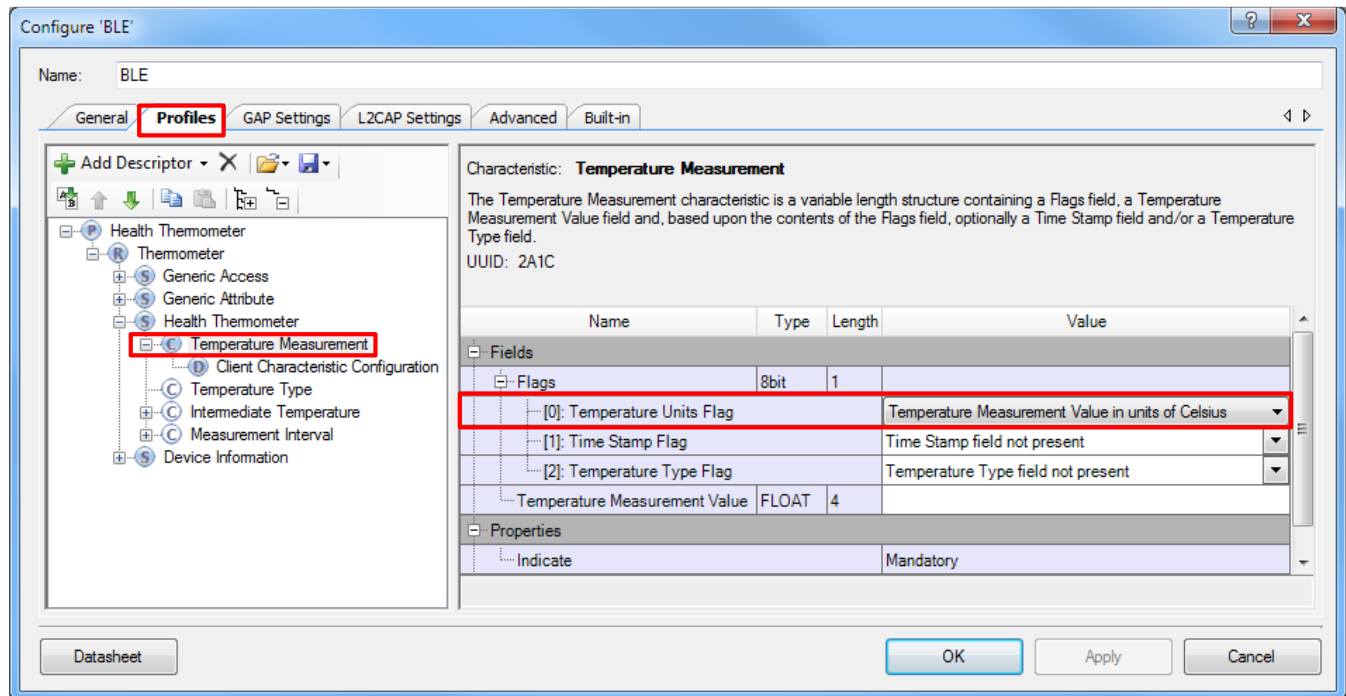 Configure 'BLE'
Name: BLE
General Profiles GAP Settings L2CAP Settings Advanced Built-in
Add Descriptor
Health Thermometer
Thermometer
Generic Access
Generic Attribute
Health Thermometer
Temperature Measurement
Client Characteristic Configuration
Temperature Type
Intermediate Temperature
Measurement Interval
Device Information
Characteristic: Temperature Measurement
The Temperature Measurement characteristic is a variable length structure containing a Flags field, a Temperature
Measurement Value field and, based upon the contents of the Flags field, optionally a Time Stamp field and/or a Temperature
Type field.
UUID: 2A1C
Name Type Length Value
Fields
Flags 8bit 1
[0]: Temperature Units Flag Temperature Measurement Value in units of Celsius
[1]: Time Stamp Flag Time Stamp field not present
[2]: Temperature Type Flag Temperature Type field not present
Temperature Measurement Value FLOAT 4
Properties
Indicate Mandatory
Datasheet OK Apply Cancel